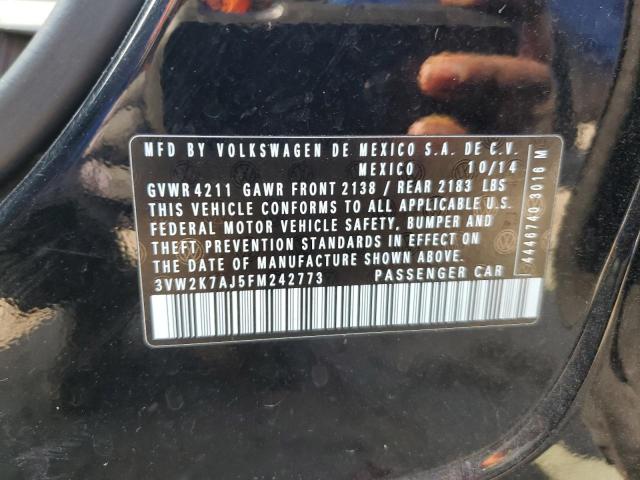 MFD BY VOLKSWAGEN DE MEXICO S.A. DE C.V.
MEXICO 10/14
GVWR 4211 GAWR FRONT 2138 / REAR 2183 LBS
THIS VEHICLE CONFORMS TO ALL APPLICABLE U.S.
FEDERAL MOTOR VEHICLE SAFETY, BUMPER AND
THEFT PREVENTION STANDARDS IN EFFECT ON
THE DATE OF MANUFACTURE SHOWN ABOVE.
3VW2K7AJ5FM242773 PASSENGER CAR
4446740-3016 M